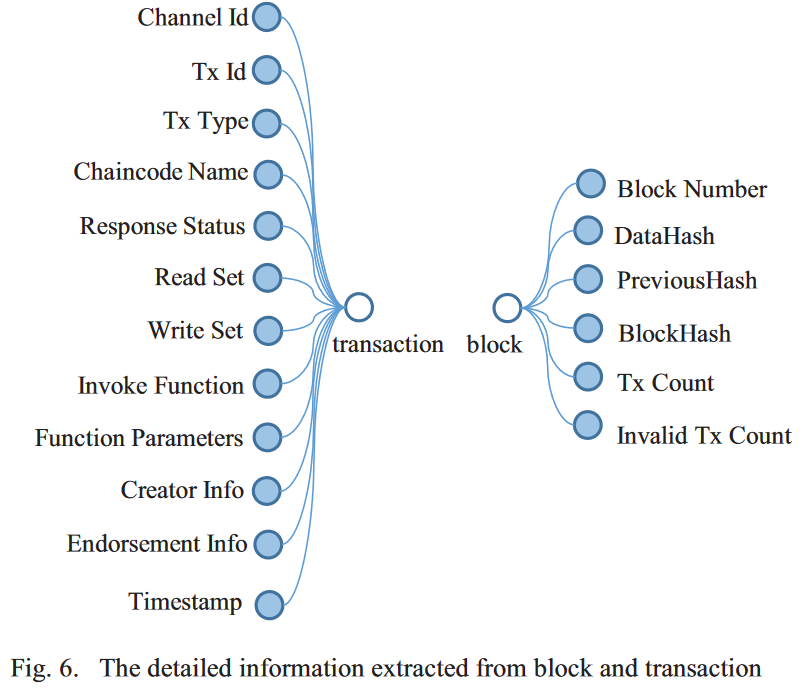 Channel Id
Tx Id
Tx Type
Chaincode Name
Response Status
Read Set
Write Set
Invoke Function
Function Parameters
Creator Info
Endorsement Info
Timestamp
transaction
block
Block Number
DataHash
PreviousHash
BlockHash
Tx Count
Invalid Tx Count
Fig. 6. The detailed information extracted from block and transaction